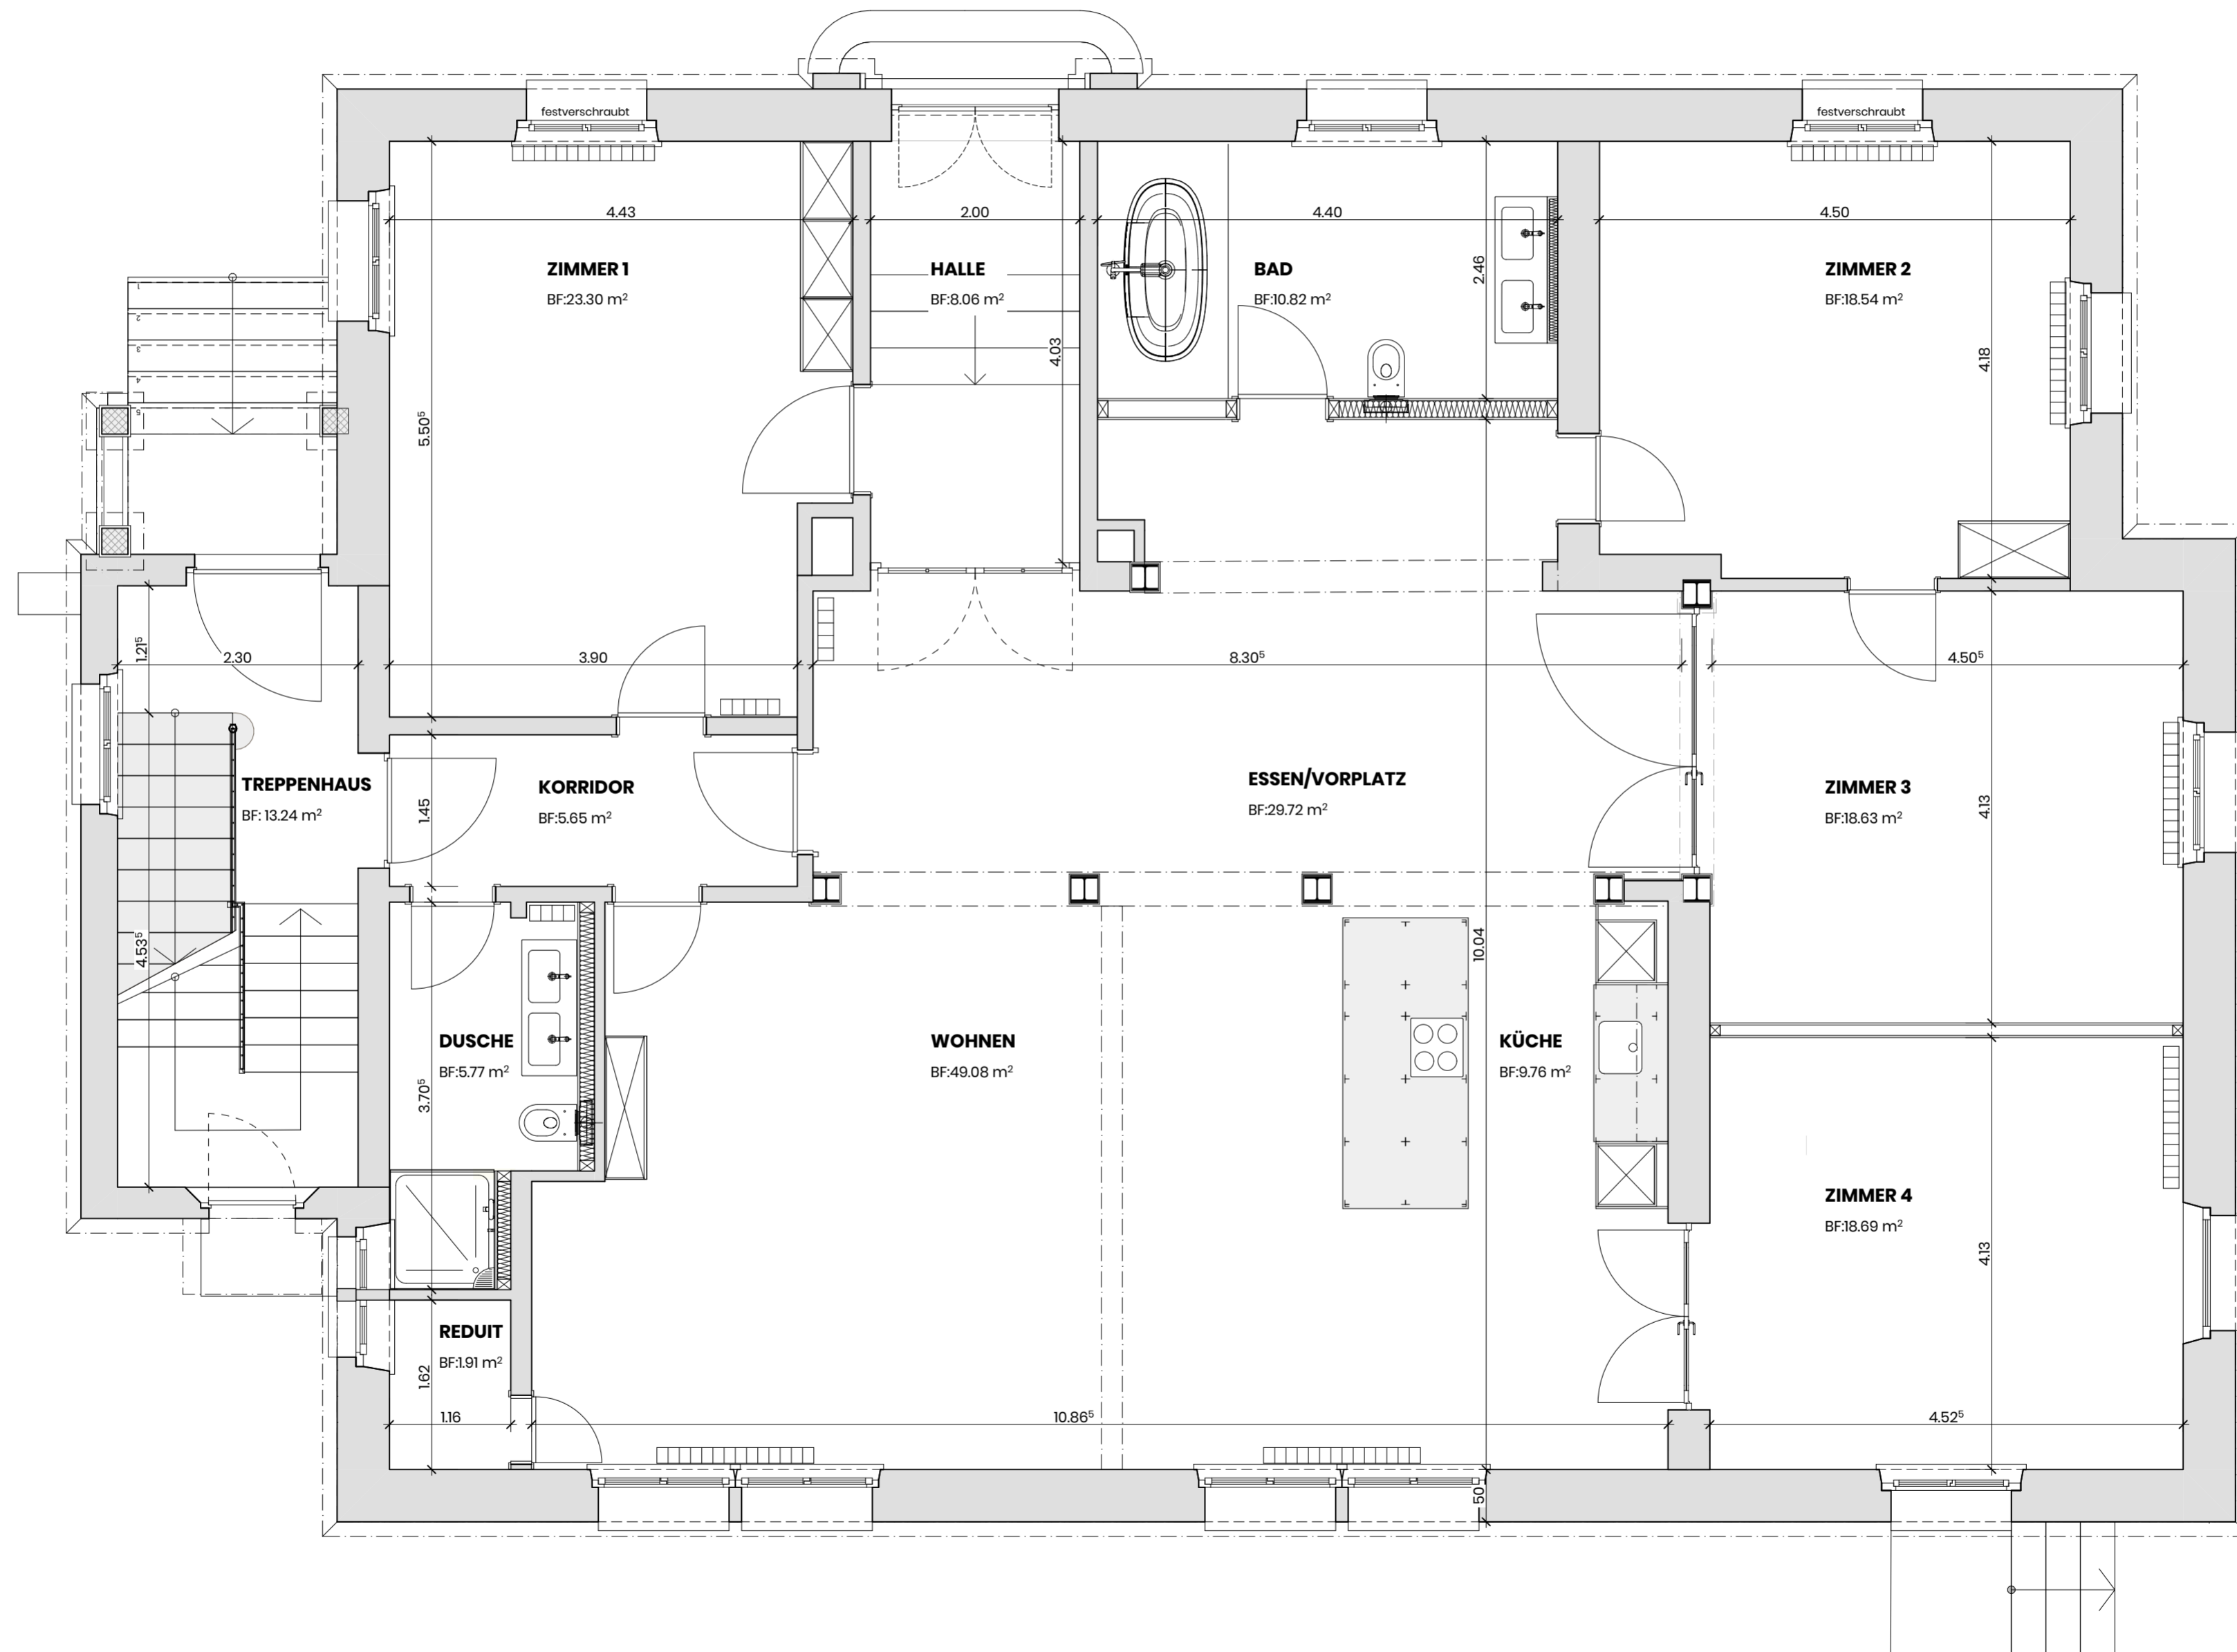 festverschraubt
festverschraubt
4.43
2.00
4.40
4.50
ZIMMER 1
BF:23.30 m²
HALLE
BF:8.06 m²
BAD
BF:10.82 m²
2.46
ZIMMER 2
BF:18.54 m²
1
2
3
4
5
4.03
4.18
5.50⁵
1.21⁵
2.30
3.90
8.30⁵
4.50⁵
TREPPENHAUS
BF: 13.24 m²
1.45
KORRIDOR
BF:5.65 m²
ESSEN/VORPLATZ
BF:29.72 m²
ZIMMER 3
BF:18.63 m²
4.13
4.53⁵
10.04
DUSCHE
BF:5.77 m²
3.70⁵
WOHNEN
BF:49.08 m²
KÜCHE
BF:9.76 m²
ZIMMER 4
BF:18.69 m²
4.13
REDUIT
BF:1.91 m²
1.62
1.16
10.86⁵
4.52⁵
50